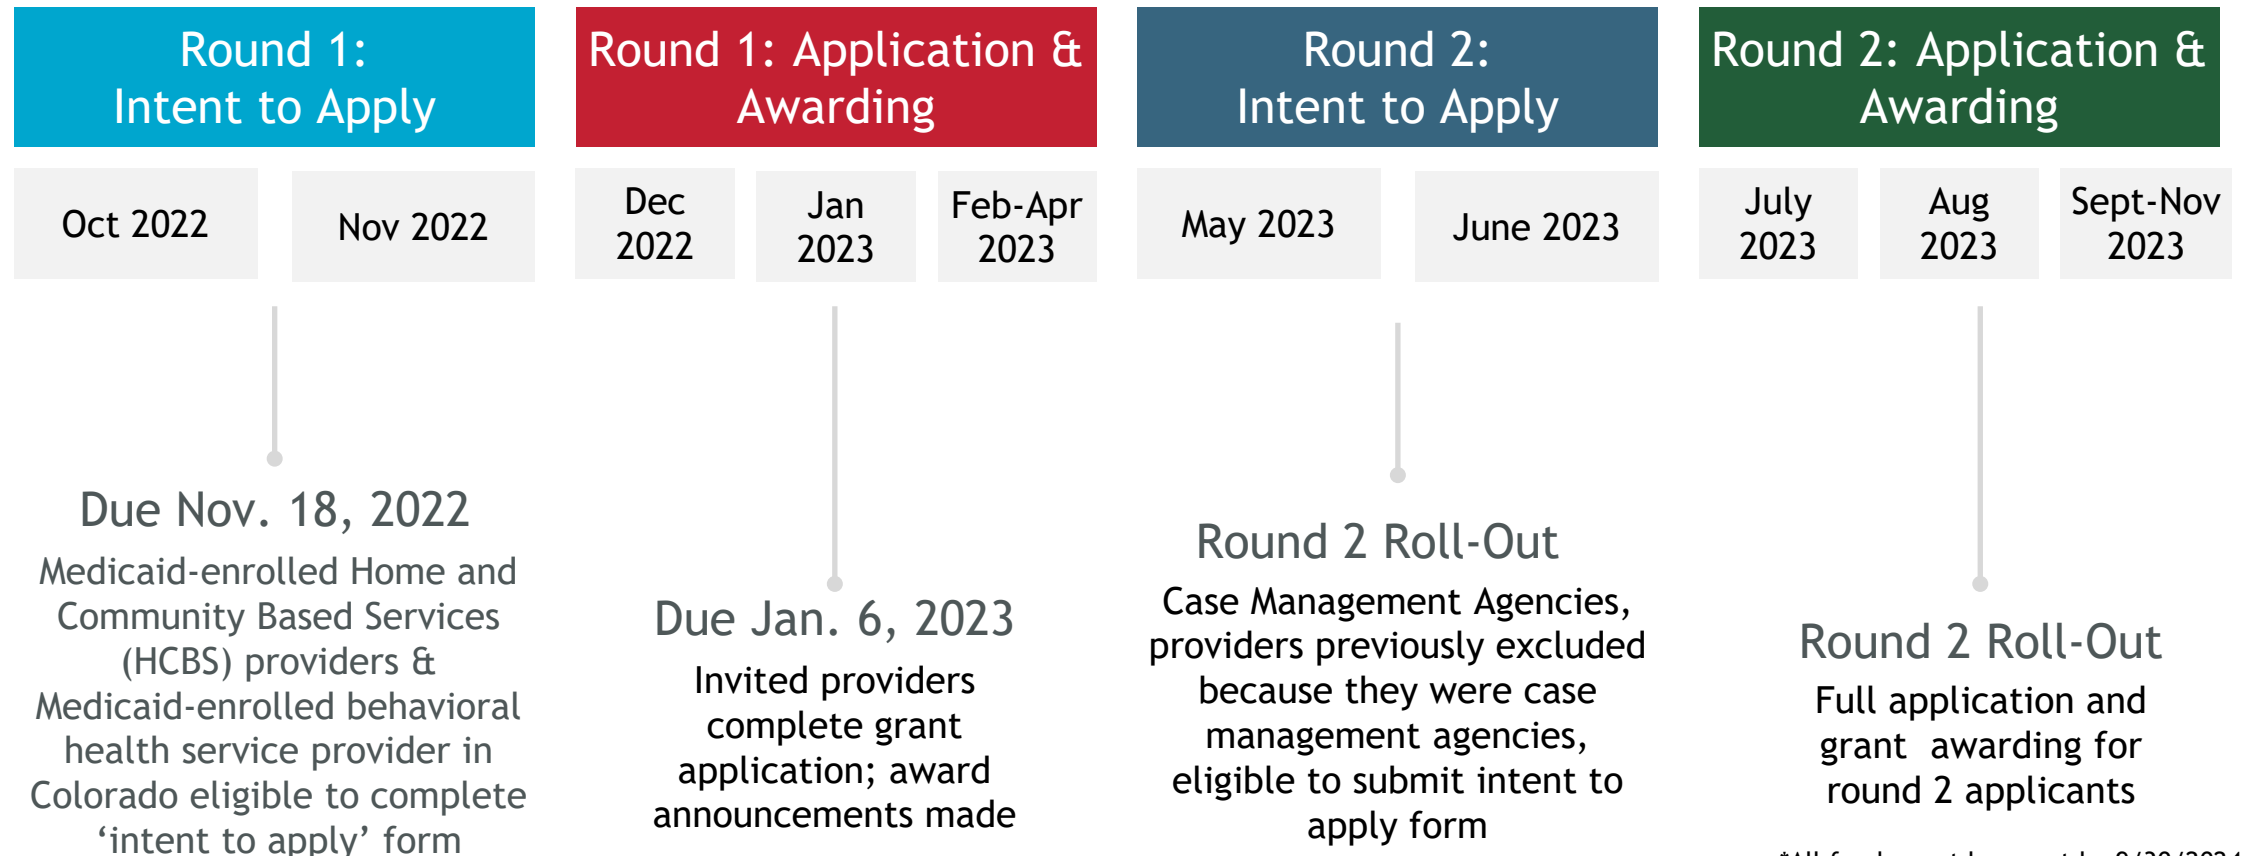 Round 1:
Intent to Apply
Round 1: Application &
Awarding
Round 2:
Intent to Apply
Round 2: Application &
Awarding
Oct 2022
Nov 2022
Dec
2022
Jan
2023
Feb-Apr
2023
May 2023
June 2023
July
2023
Aug
2023
Sept-Nov
2023
Due Nov. 18, 2022
Medicaid-enrolled Home and
Community Based Services
(HCBS) providers &
Medicaid-enrolled behavioral
health service provider in
Colorado eligible to complete
‘intent to apply’ form
Due Jan. 6, 2023
Invited providers
complete grant
application; award
announcements made
Round 2 Roll-Out
Case Management Agencies,
providers previously excluded
because they were case
management agencies,
eligible to submit intent to
apply form
Round 2 Roll-Out
Full application and
grant  awarding for
round 2 applicants